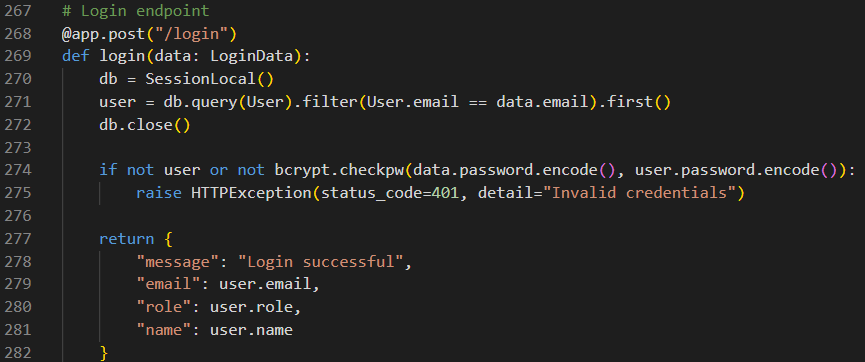 267 # Login endpoint
268 @app.post("/login")
269 def login(data: LoginData):
270     db = SessionLocal()
271     user = db.query(User).filter(User.email == data.email).first()
272     db.close()
273
274     if not user or not bcrypt.checkpw(data.password.encode(), user.password.encode()):
275         raise HTTPException(status_code=401, detail="Invalid credentials")
276
277     return {
278         "message": "Login successful",
279         "email": user.email,
280         "role": user.role,
281         "name": user.name
282     }